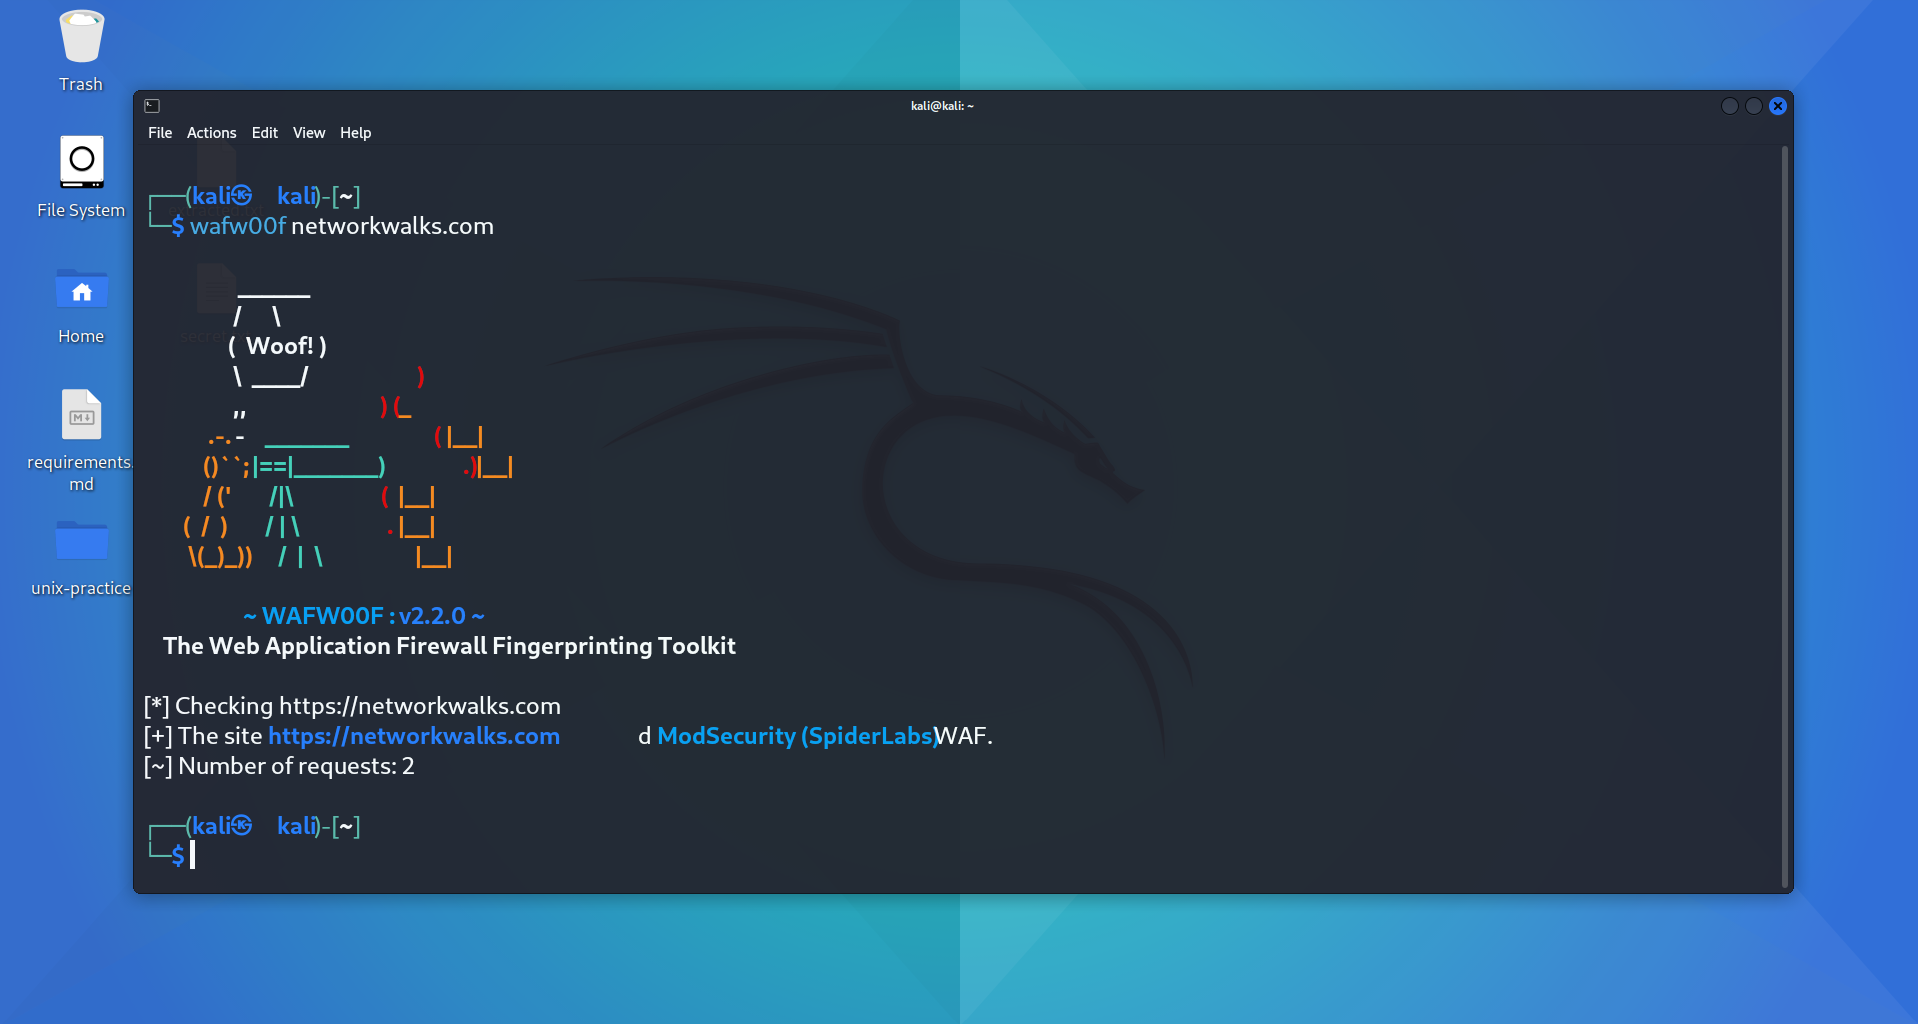 Trash
File System
Home
requirements.
md
unix-practice
kali@kali: ~
File Actions Edit View Help
┌──(kali㉿ kali)-[~]
└─$ wafw00f networkwalks.com
______
/ \
( Woof! )
\ ____/ )
,, ) (_
.-. - _______ ( |__|
()``; |==|_______) .)|__|
/ (' /|\ ( |__|
( / ) / | \ . |__|
\(_)_)) / | \ |__|
~ WAFW00F : v2.2.0 ~
The Web Application Firewall Fingerprinting Toolkit
[*] Checking https://networkwalks.com
[+] The site https://networkwalks.com d ModSecurity (SpiderLabs) WAF.
[~] Number of requests: 2
┌──(kali㉿ kali)-[~]
└─$